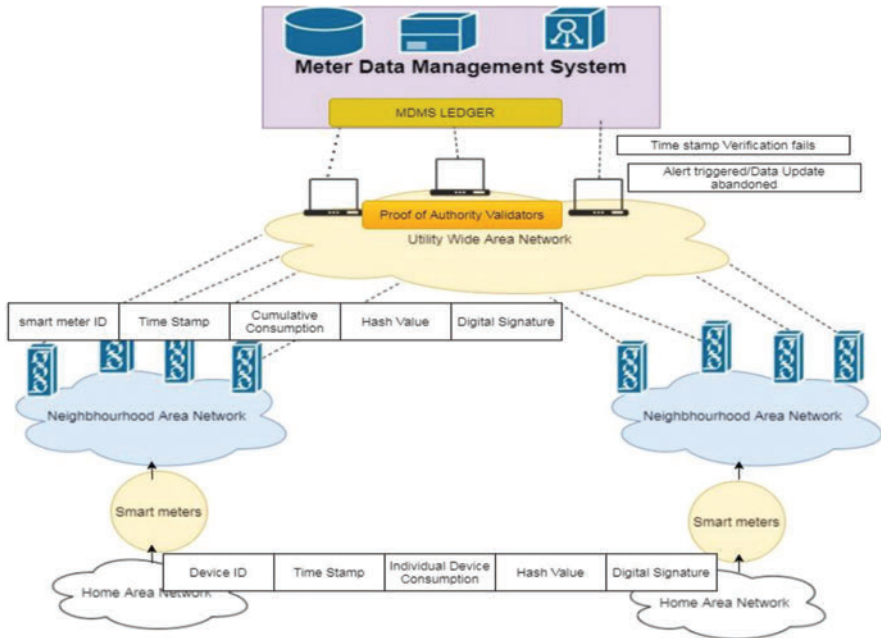 Meter Data Management System
MDMS LEDGER
Time stamp Verification fails
Alert triggered/Data Update
abandoned
Proof of Authority Validators
Utility Wide Area Network
smart meter ID
Time Stamp
Cumulative
Consumption
Hash Value
Digital Signature
Neighbhourhood Area Network
Neighbhourhood Area Network
Smart meters
Smart meters
Device ID
Time Stamp
Individual Device
Consumption
Hash Value
Digital Signature
Home Area Network
Home Area Network